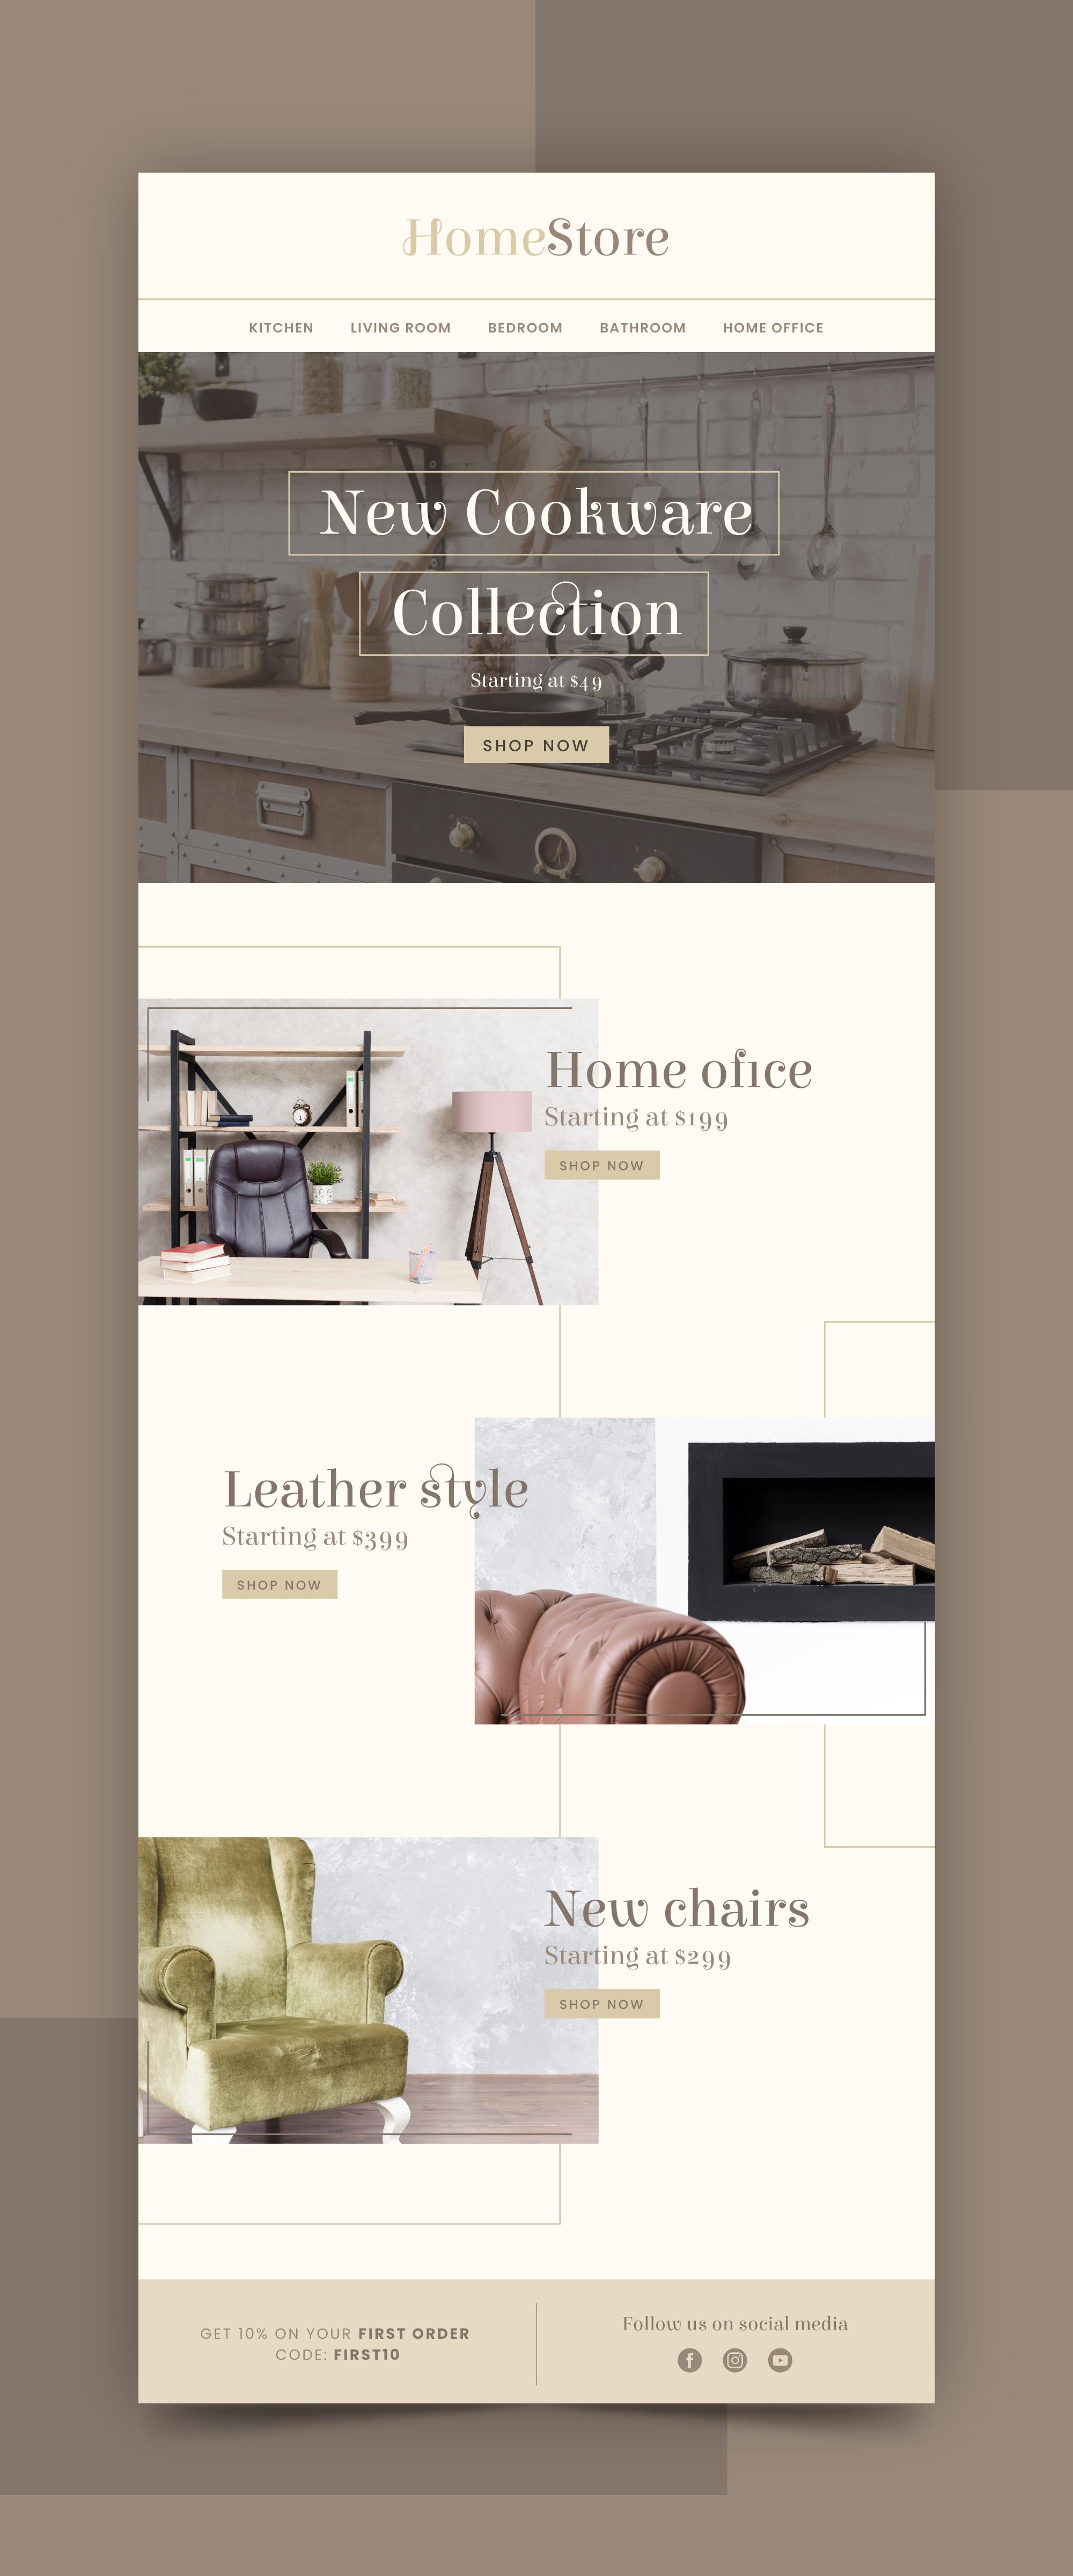 HomeStore
KITCHEN LIVING ROOM BEDROOM BATHROOM HOME OFFICE
New Cookware
Collection
Starting at $49
SHOP NOW
Home ofice
Starting at $199
SHOP NOW
Leather style
Starting at $399
SHOP NOW
New chairs
Starting at $299
SHOP NOW
GET 10% ON YOUR FIRST ORDER
CODE: FIRST10
Follow us on social media